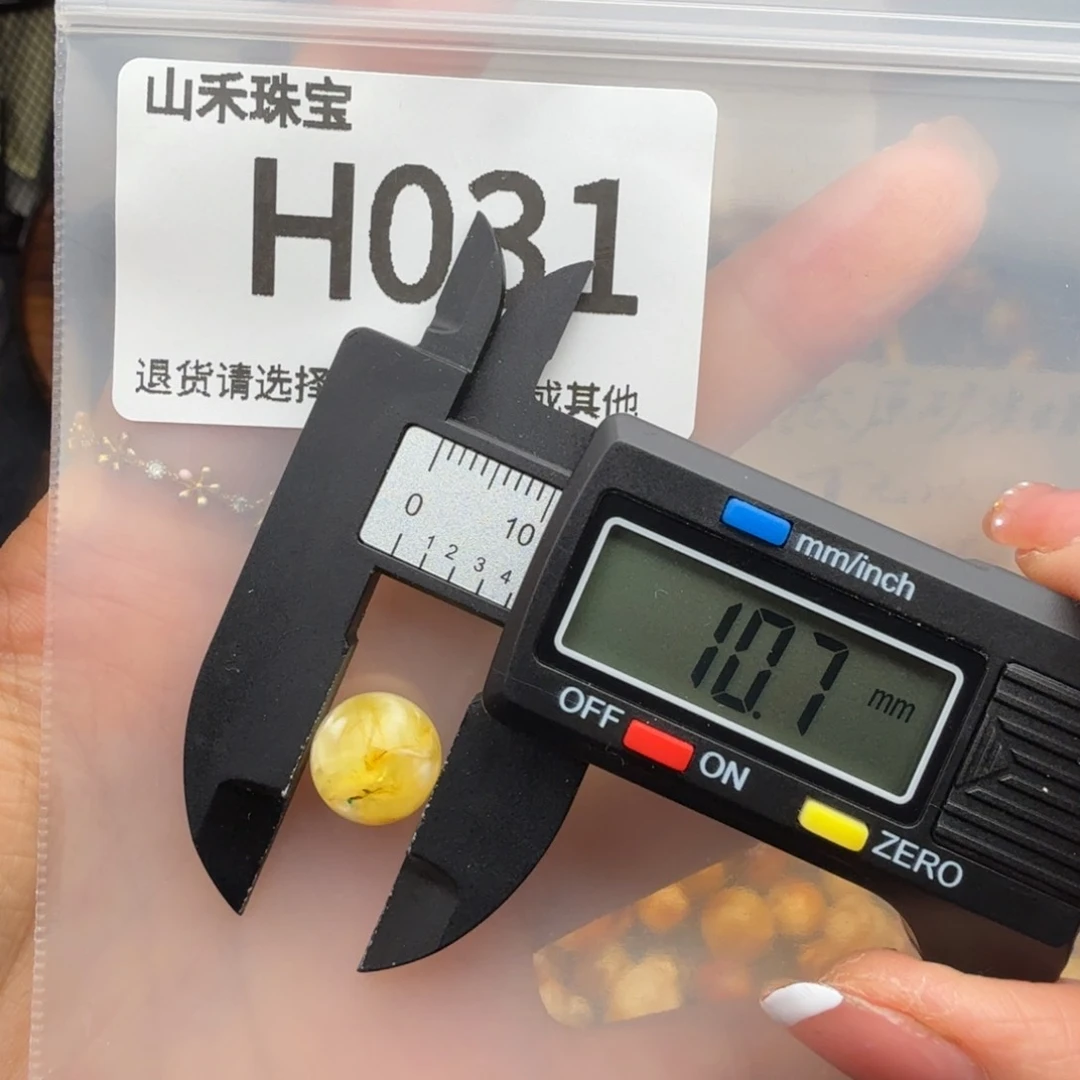 山禾珠宝
H031
退货请选择 或其他
0 10
1 2 3 4
mm/inch
10.7 mm
OFF ON
ZERO